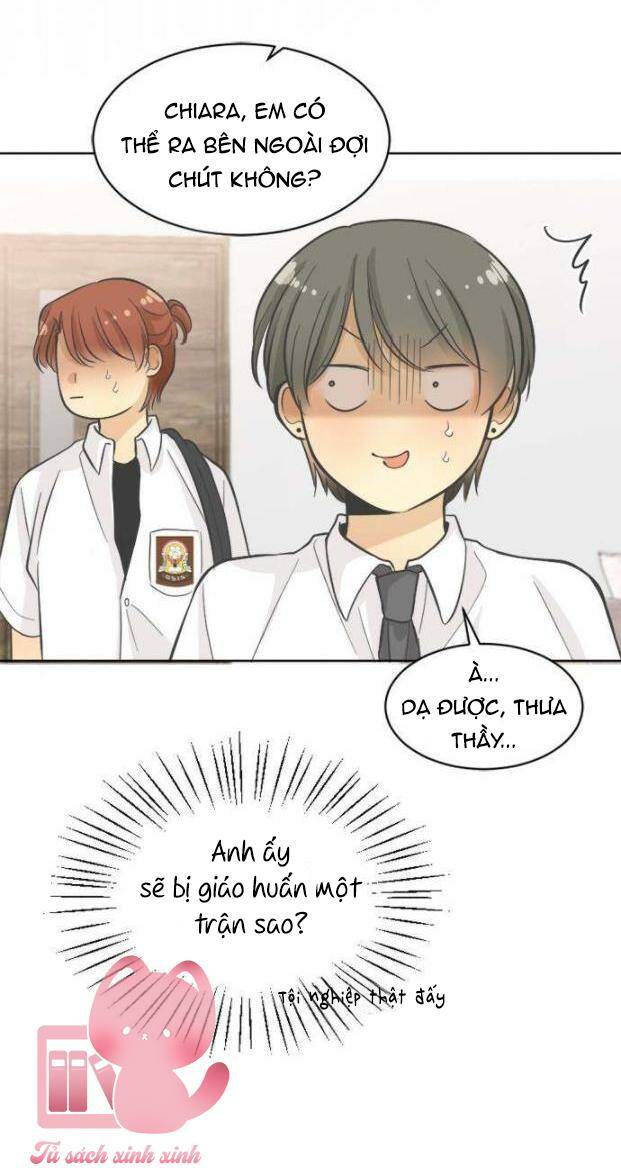 CHIARA, EM CÓ
THỂ RA BÊN NGOÀI ĐỢI
CHÚT KHÔNG?
OSIS
À...
DẠ ĐƯỢC, THƯA
THẦY...
Anh ấy
sẽ bị giáo huấn một
trận sao?
Tội nghiệp thật đấy
Tủ sách xinh xinh